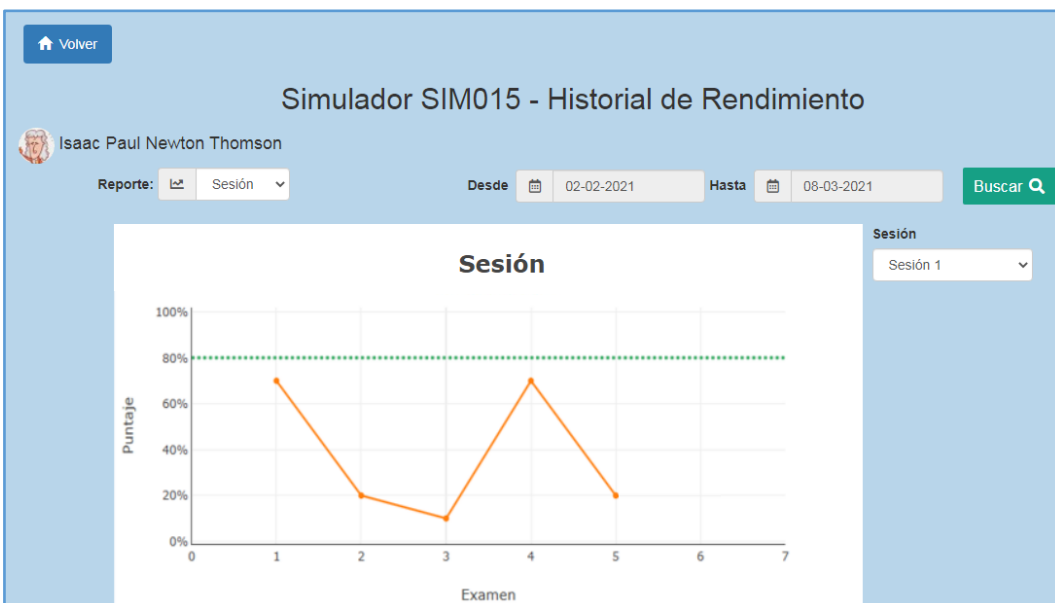 Volver
Simulador SIM015 - Historial de Rendimiento
Isaac Paul Newton Thomson
Reporte: Sesión Desde 02-02-2021 Hasta 08-03-2021 Buscar
Sesión
Sesión 1
Sesión
100%
80%
60%
40%
20%
0%
Puntaje
0 1 2 3 4 5 6 7
Examen